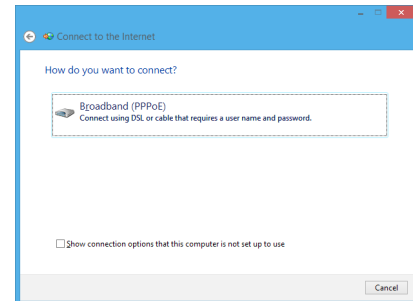 Connect to the Internet
How do you want to connect?
Broadband (PPPoE)
Connect using DSL or cable that requires a user name and password.
Show connection options that this computer is not set up to use
Cancel